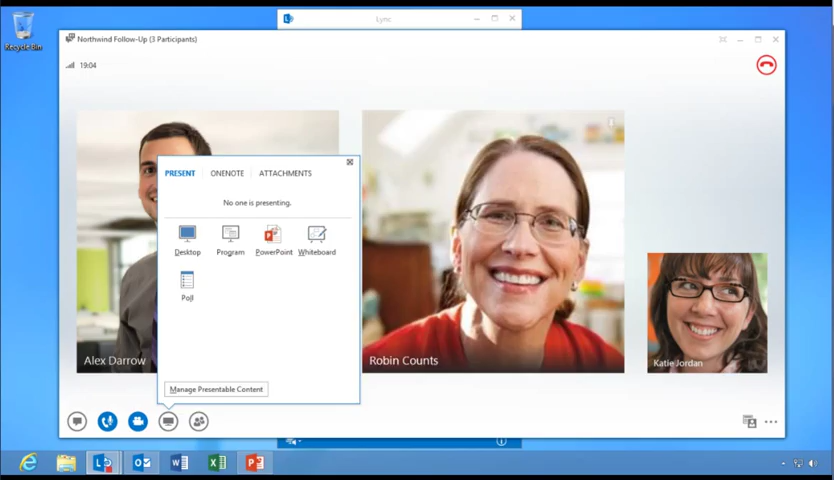 Recycle Bin
Lync
Northwind Follow-Up (3 Participants)
19:04
PRESENT ONENOTE ATTACHMENTS
No one is presenting.
Desktop Program PowerPoint Whiteboard
Poll
Alex Darrow
Robin Counts
Katie Jordan
Manage Presentable Content